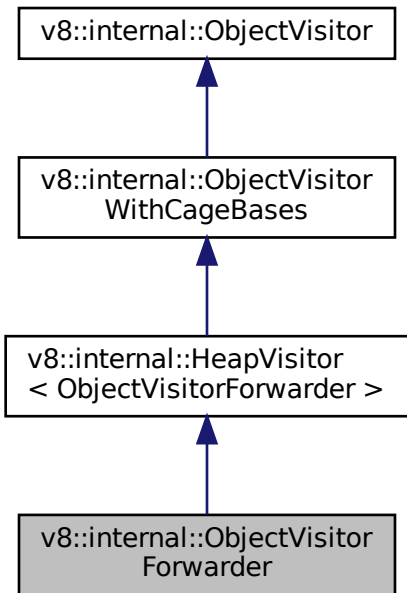 v8::internal::ObjectVisitor
v8::internal::ObjectVisitor
WithCageBases
v8::internal::HeapVisitor
< ObjectVisitorForwarder >
v8::internal::ObjectVisitor
Forwarder